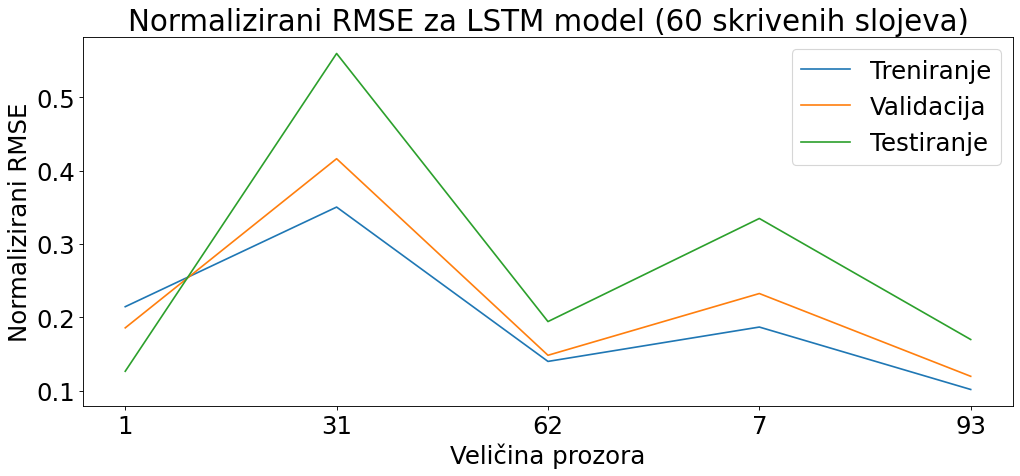 Normalizirani RMSE za LSTM model (60 skrivenih slojeva)
Treniranje
Validacija
Testiranje
Normalizirani RMSE
0.5
0.4
0.3
0.2
0.1
1 31 62 7 93
Veličina prozora